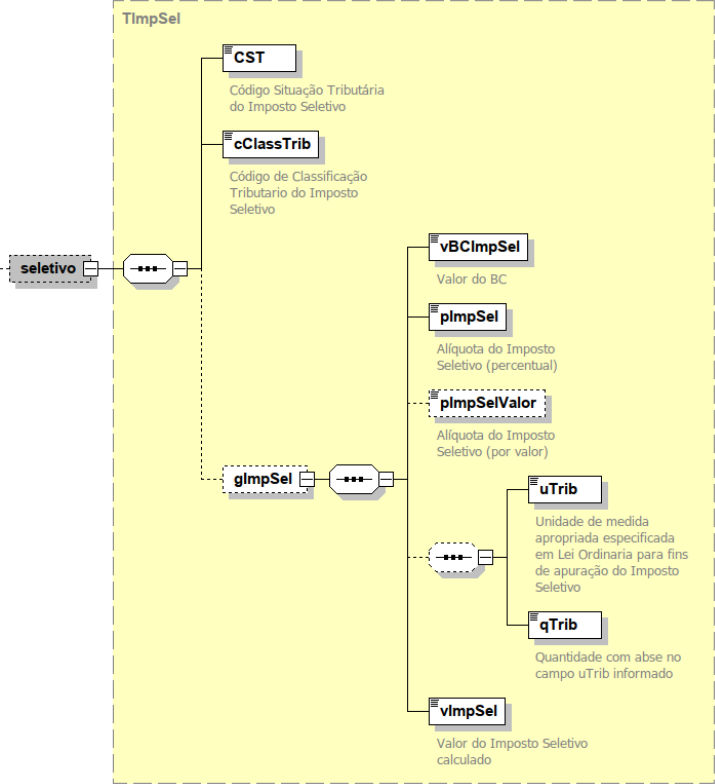 TImpSel
CST
Código Situação Tributária
do Imposto Seletivo
cClassTrib
Código de Classificação
Tributario do Imposto
Seletivo
seletivo
vBCImpSel
Valor do BC
pImpSel
Alíquota do Imposto
Seletivo (percentual)
pImpSelValor
Alíquota do Imposto
Seletivo (por valor)
gImpSel
uTrib
Unidade de medida
apropriada especificada
em Lei Ordinaria para fins
de apuração do Imposto
Seletivo
qTrib
Quantidade com abse no
campo uTrib informado
vImpSel
Valor do Imposto Seletivo
calculado